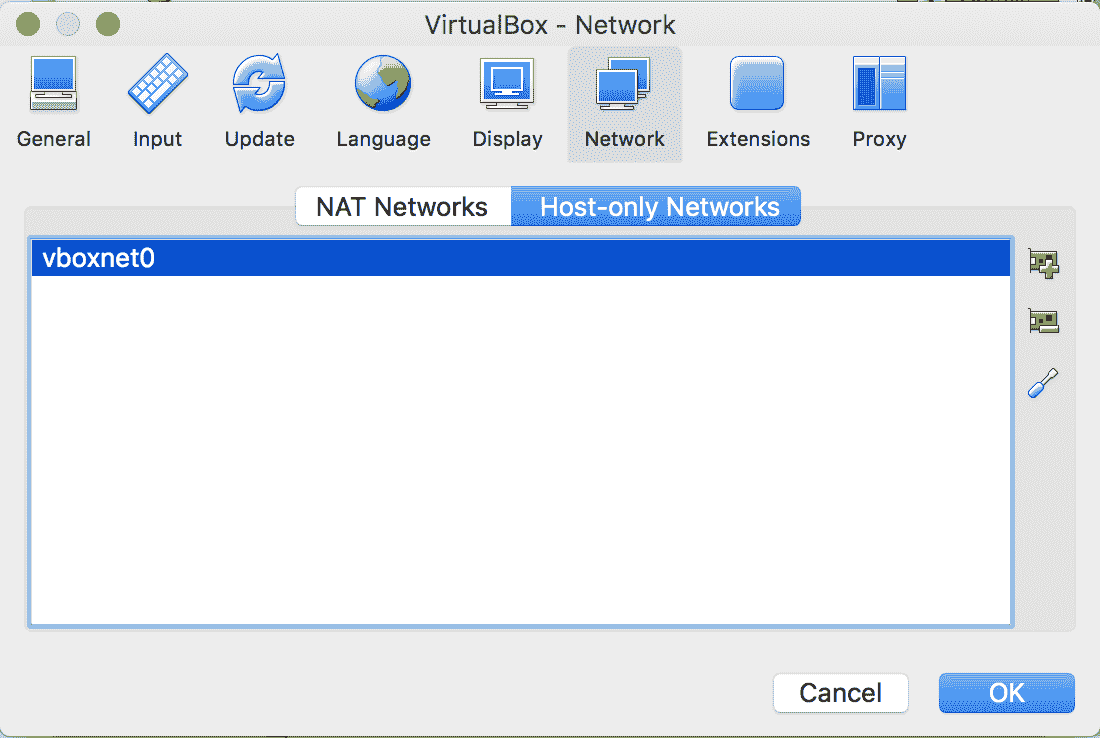 VirtualBox - Network
General Input Update Language Display Network Extensions Proxy
NAT Networks Host-only Networks
vboxnet0
Cancel OK